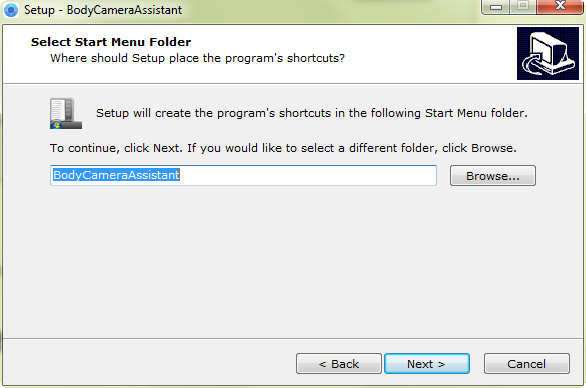 Setup - BodyCameraAssistant
Select Start Menu Folder
Where should Setup place the program's shortcuts?
Setup will create the program's shortcuts in the following Start Menu folder.
To continue, click Next. If you would like to select a different folder, click Browse.
BodyCameraAssistant
Browse...
< Back
Next >
Cancel